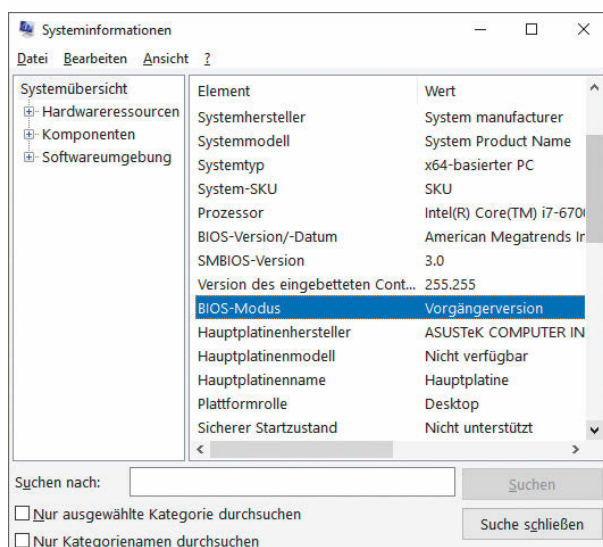 Systeminformationen
Datei Bearbeiten Ansicht ?
Systemübersicht
Hardwareressourcen
Komponenten
Softwareumgebung
Element Wert
Systemhersteller System manufacturer
Systemmodell System Product Name
Systemtyp x64-basierter PC
System-SKU SKU
Prozessor Intel(R) Core(TM) i7-670
BIOS-Version/-Datum American Megatrends In
SMBIOS-Version 3.0
Version des eingebetteten Cont... 255.255
BIOS-Modus Vorgängerversion
Hauptplatinenhersteller ASUSTeK COMPUTER IN
Hauptplatinenmodell Nicht verfügbar
Hauptplatinenname Hauptplatine
Plattformrolle Desktop
Sicherer Startzustand Nicht unterstützt
Suchen nach: Suchen
Nur ausgewählte Kategorie durchsuchen
Suche schließen
Nur Kategorienamen durchsuchen